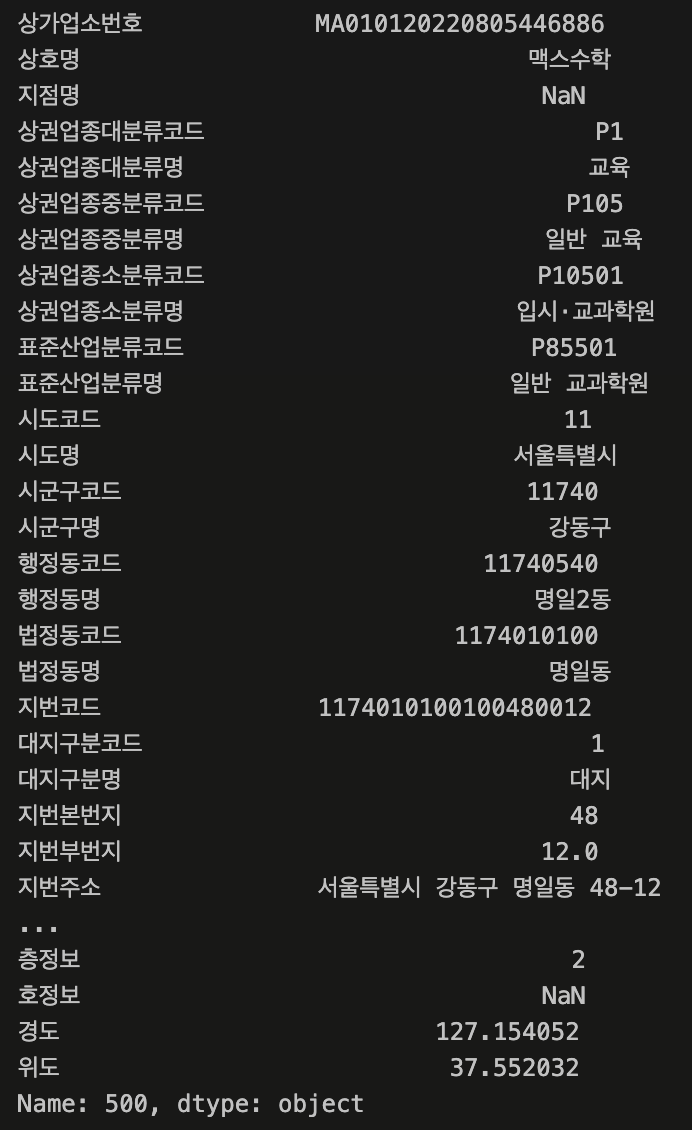 상가업소번호 MA010120220805446886
상호명 맥스수학
지점명 NaN
상권업종대분류코드 P1
상권업종대분류명 교육
상권업종중분류코드 P105
상권업종중분류명 일반 교육
상권업종소분류코드 P10501
상권업종소분류명 입시·교과학원
표준산업분류코드 P85501
표준산업분류명 일반 교과학원
시도코드 11
시도명 서울특별시
시군구코드 11740
시군구명 강동구
행정동코드 11740540
행정동명 명일2동
법정동코드 1174010100
법정동명 명일동
지번코드 1174010100100480012
대지구분코드 1
대지구분명 대지
지번본번지 48
지번부번지 12.0
지번주소 서울특별시 강동구 명일동 48-12
...
층정보 2
호정보 NaN
경도 127.154052
위도 37.552032
Name: 500, dtype: object